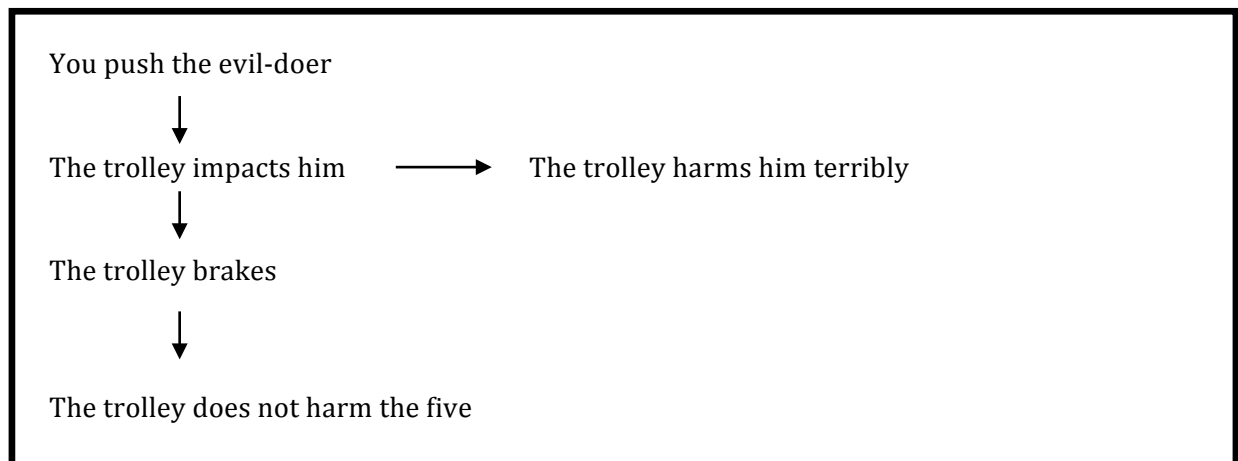 You push the evil-doer
The trolley impacts him
The trolley harms him terribly
The trolley brakes
The trolley does not harm the five